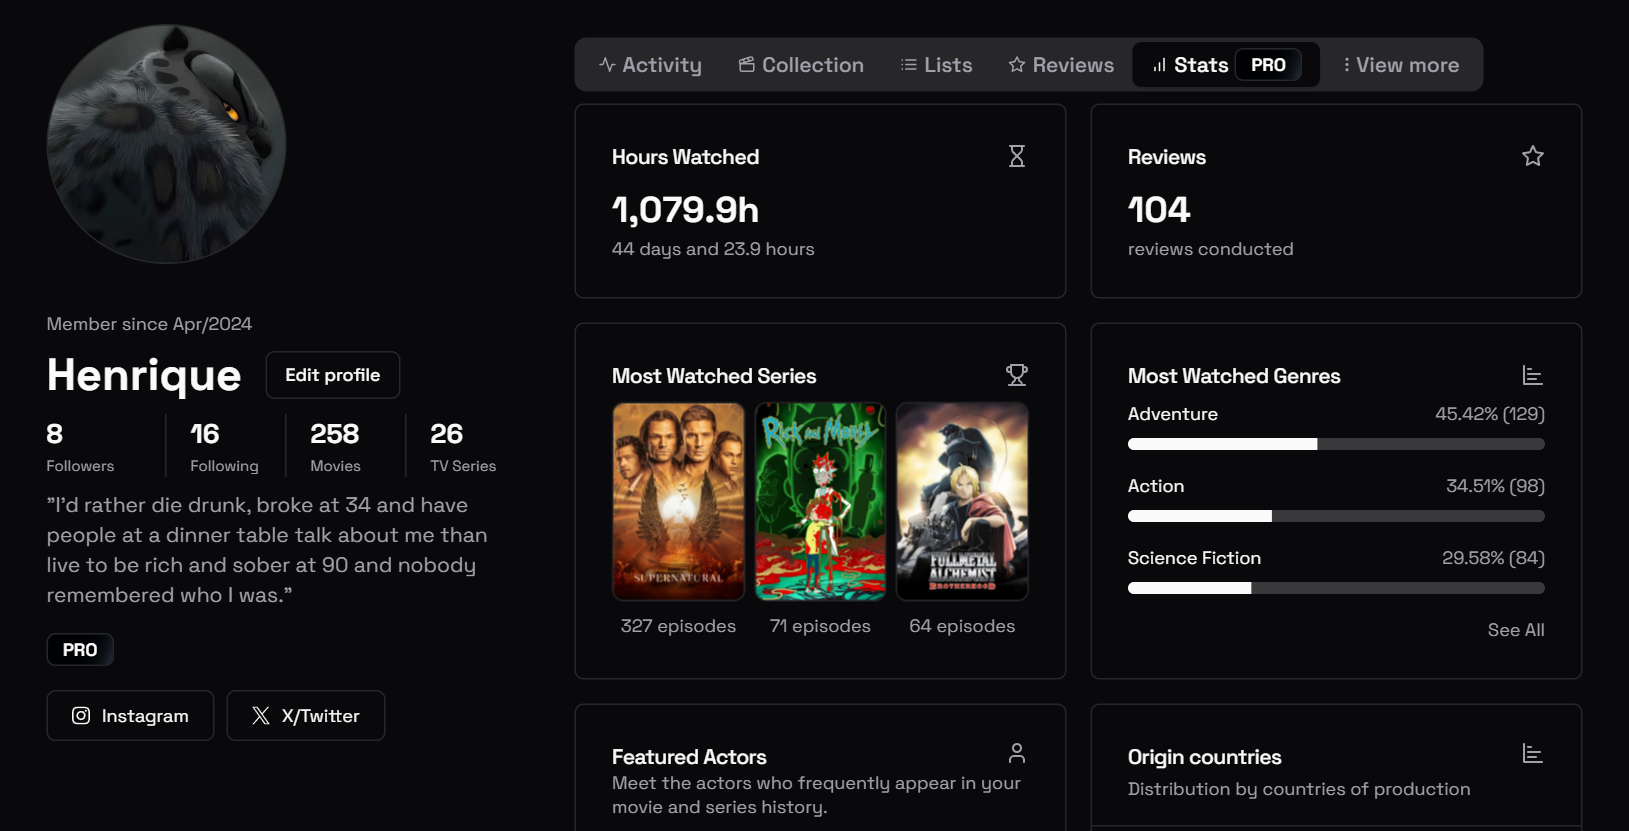 Activity
Collection
Lists
Reviews
Stats PRO
View more
Member since Apr/2024
Henrique
Edit profile
8
Followers
16
Following
258
Movies
26
TV Series
"I'd rather die drunk, broke at 34 and have
people at a dinner table talk about me than
live to be rich and sober at 90 and nobody
remembered who I was."
PRO
Instagram
X/Twitter
Hours Watched
1,079.9h
44 days and 23.9 hours
Reviews
104
reviews conducted
Most Watched Series
SUPERNATURAL
Rick and Morty
FULLMETAL
ALCHEMIST
BROTHERHOOD
327 episodes
71 episodes
64 episodes
Most Watched Genres
Adventure
45.42% (129)
Action
34.51% (98)
Science Fiction
29.58% (84)
See All
Featured Actors
Meet the actors who frequently appear in your
movie and series history.
Origin countries
Distribution by countries of production